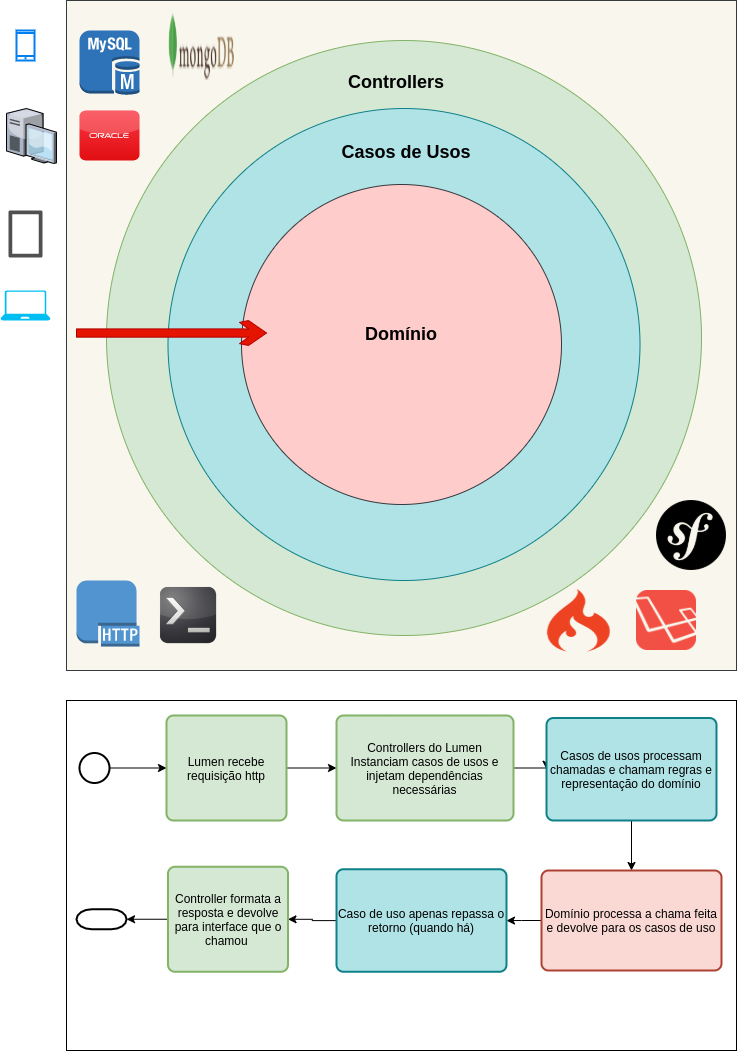 MySQL
M
mongoDB
ORACLE
Controllers
Casos de Usos
Domínio
sf
HTTP
>_
Lumen recebe
requisição http
Controllers do Lumen
Instanciam casos de usos e
injetam dependências
necessárias
Casos de usos processam
chamadas e chamam regras e
representação do domínio
Controller formata a
resposta e devolve
para interface que o
chamou
Caso de uso apenas repassa o
retorno (quando há)
Domínio processa a chama feita
e devolve para os casos de uso